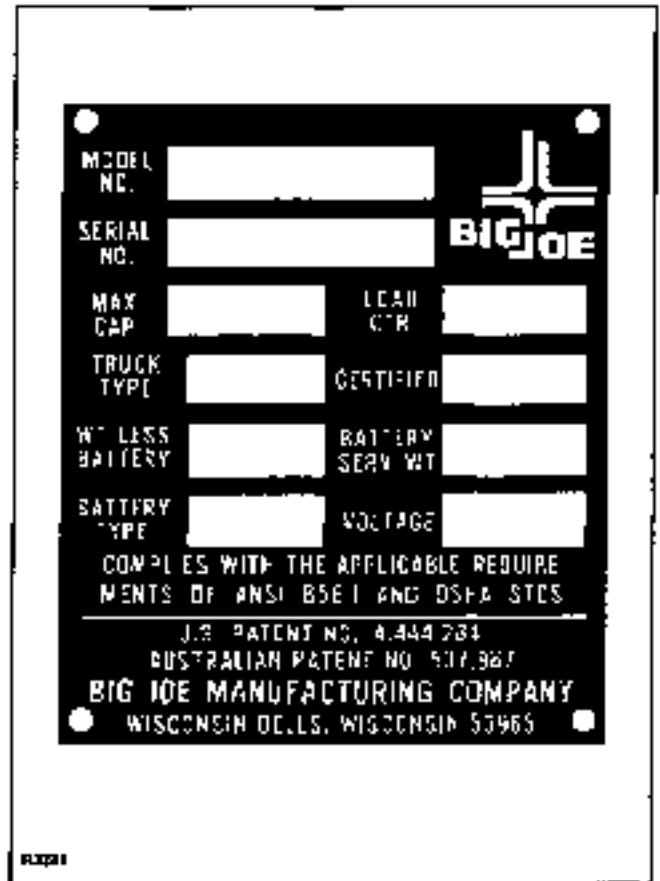 MODEL
NO.
BIG JOE
SERIAL
NO.
MAX
CAP
LOAD
CTR
TRUCK
TYPE
CERTIFIED
WT LESS
BATTERY
BATTERY
SERV WT
BATTERY
TYPE
VOLTAGE
COMPLIES WITH THE APPLICABLE REQUIRE
MENTS OF ANSI B56.1 AND OSHA STDS
U.S. PATENT NO. 4,444,284
AUSTRALIAN PATENT NO.
BIG JOE MANUFACTURING COMPANY
WISCONSIN DELLS, WISCONSIN 53965